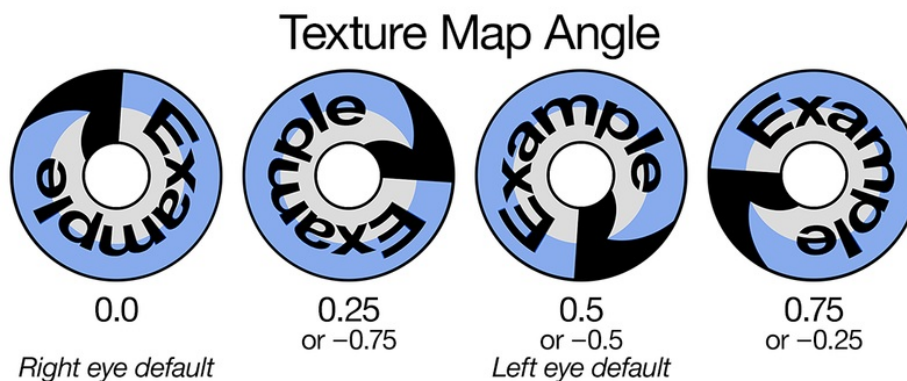 Texture Map Angle
Example
Example
Example
Example
0.0
0.25
0.5
0.75
or −0.75
or −0.5
or −0.25
Right eye default
Left eye default